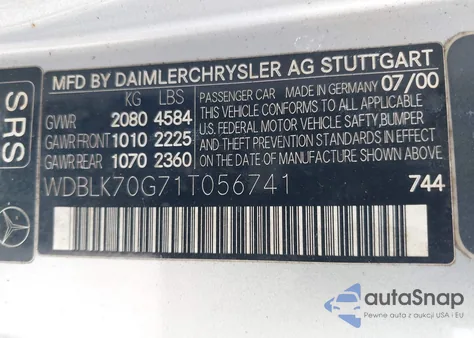 SRS
MFD BY DAIMLERCHRYSLER AG STUTTGART
KG LBS
GVWR 2080 4584
GAWR FRONT 1010 2225
GAWR REAR 1070 2360
PASSENGER CAR MADE IN GERMANY 07/00
THIS VEHICLE CONFORMS TO ALL APPLICABLE
U.S. FEDERAL MOTOR VEHICLE SAFTY,BUMPER
AND THEFT PREVENTION STANDARDS IN EFFECT
ON THE DATE OF MANUFACTURE SHOWN ABOVE
WDBLK70G71T056741 744
autoSnap
Pewne auta z aukcji USA i EU